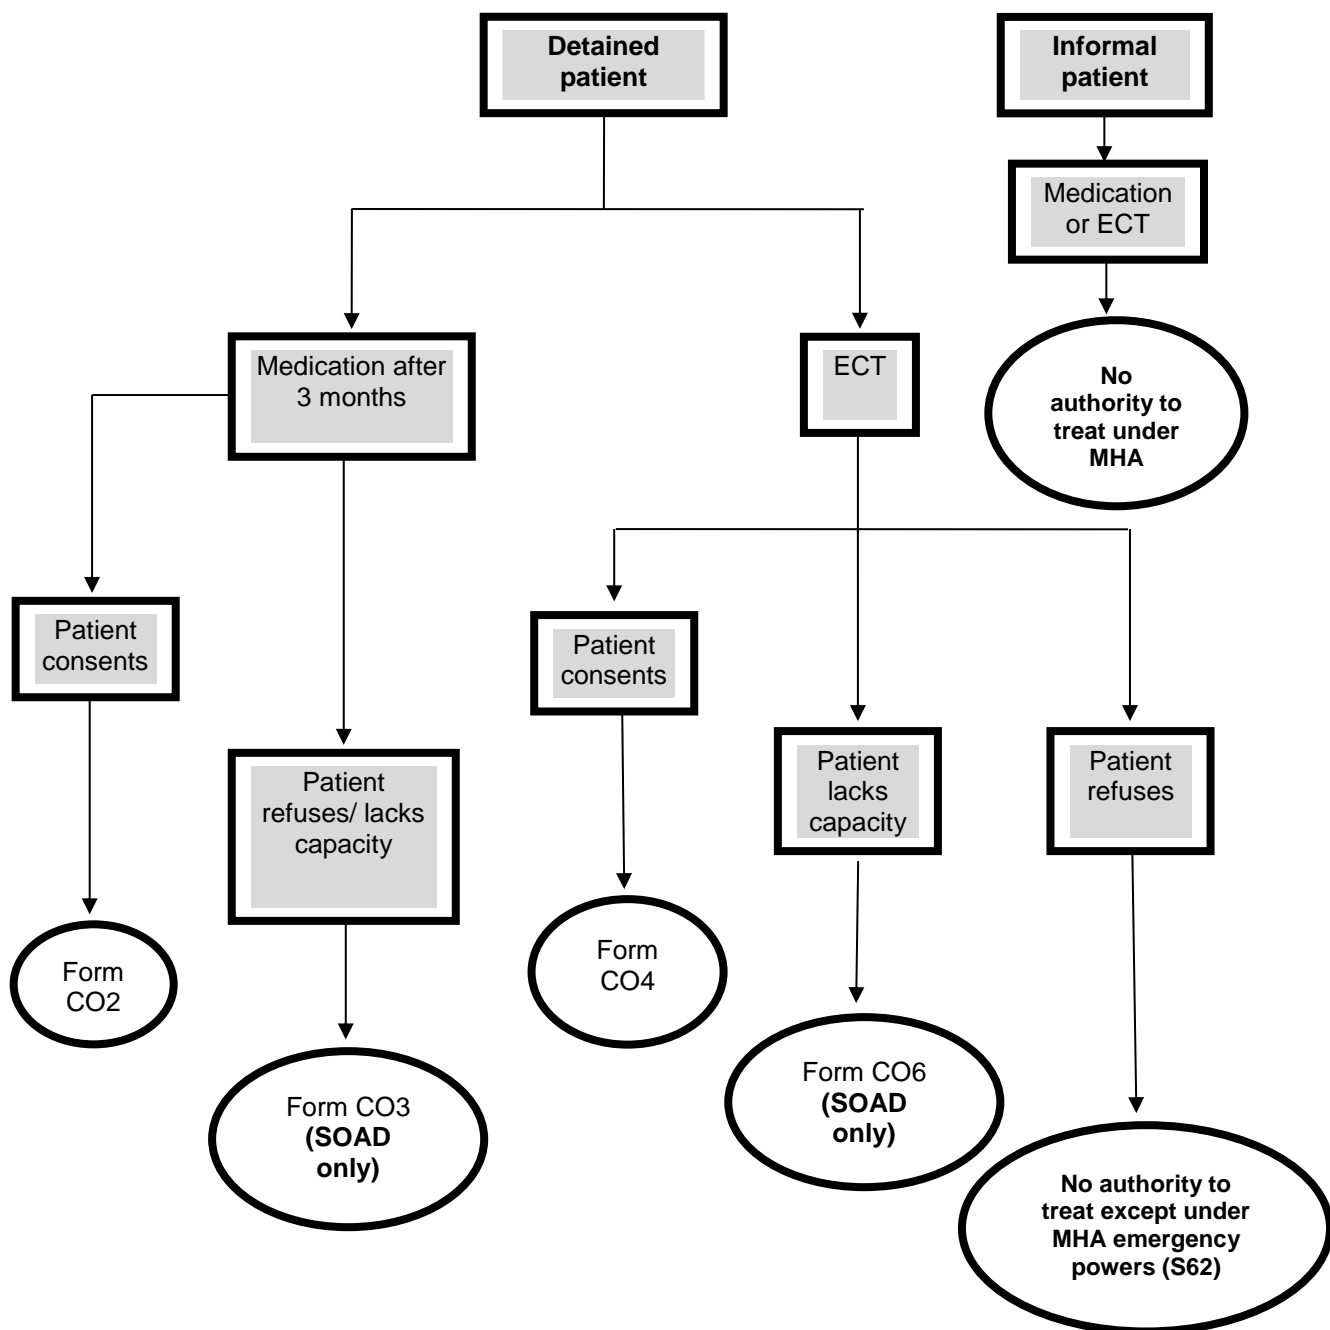 Detained
patient
Informal
patient
Medication
or ECT
No
authority to
treat under
MHA
Medication after
3 months
ECT
Patient
consents
Patient
refuses/ lacks
capacity
Patient
consents
Patient
lacks
capacity
Patient
refuses
Form
CO2
Form CO3
(SOAD
only)
Form
CO4
Form CO6
(SOAD
only)
No authority to
treat except under
MHA emergency
powers (S62)